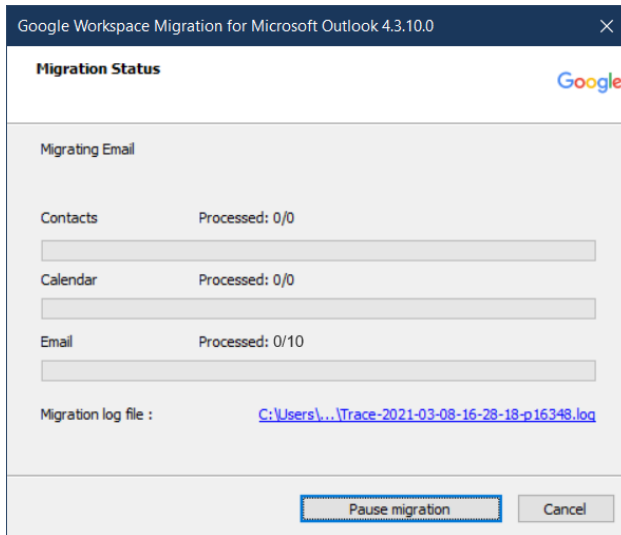 Google Workspace Migration for Microsoft Outlook 4.3.10.0
Migration Status
Google
Migrating Email
Contacts Processed: 0/0
Calendar Processed: 0/0
Email Processed: 0/10
Migration log file : C:\Users\...\Trace-2021-03-08-16-28-18-p16348.log
Pause migration Cancel